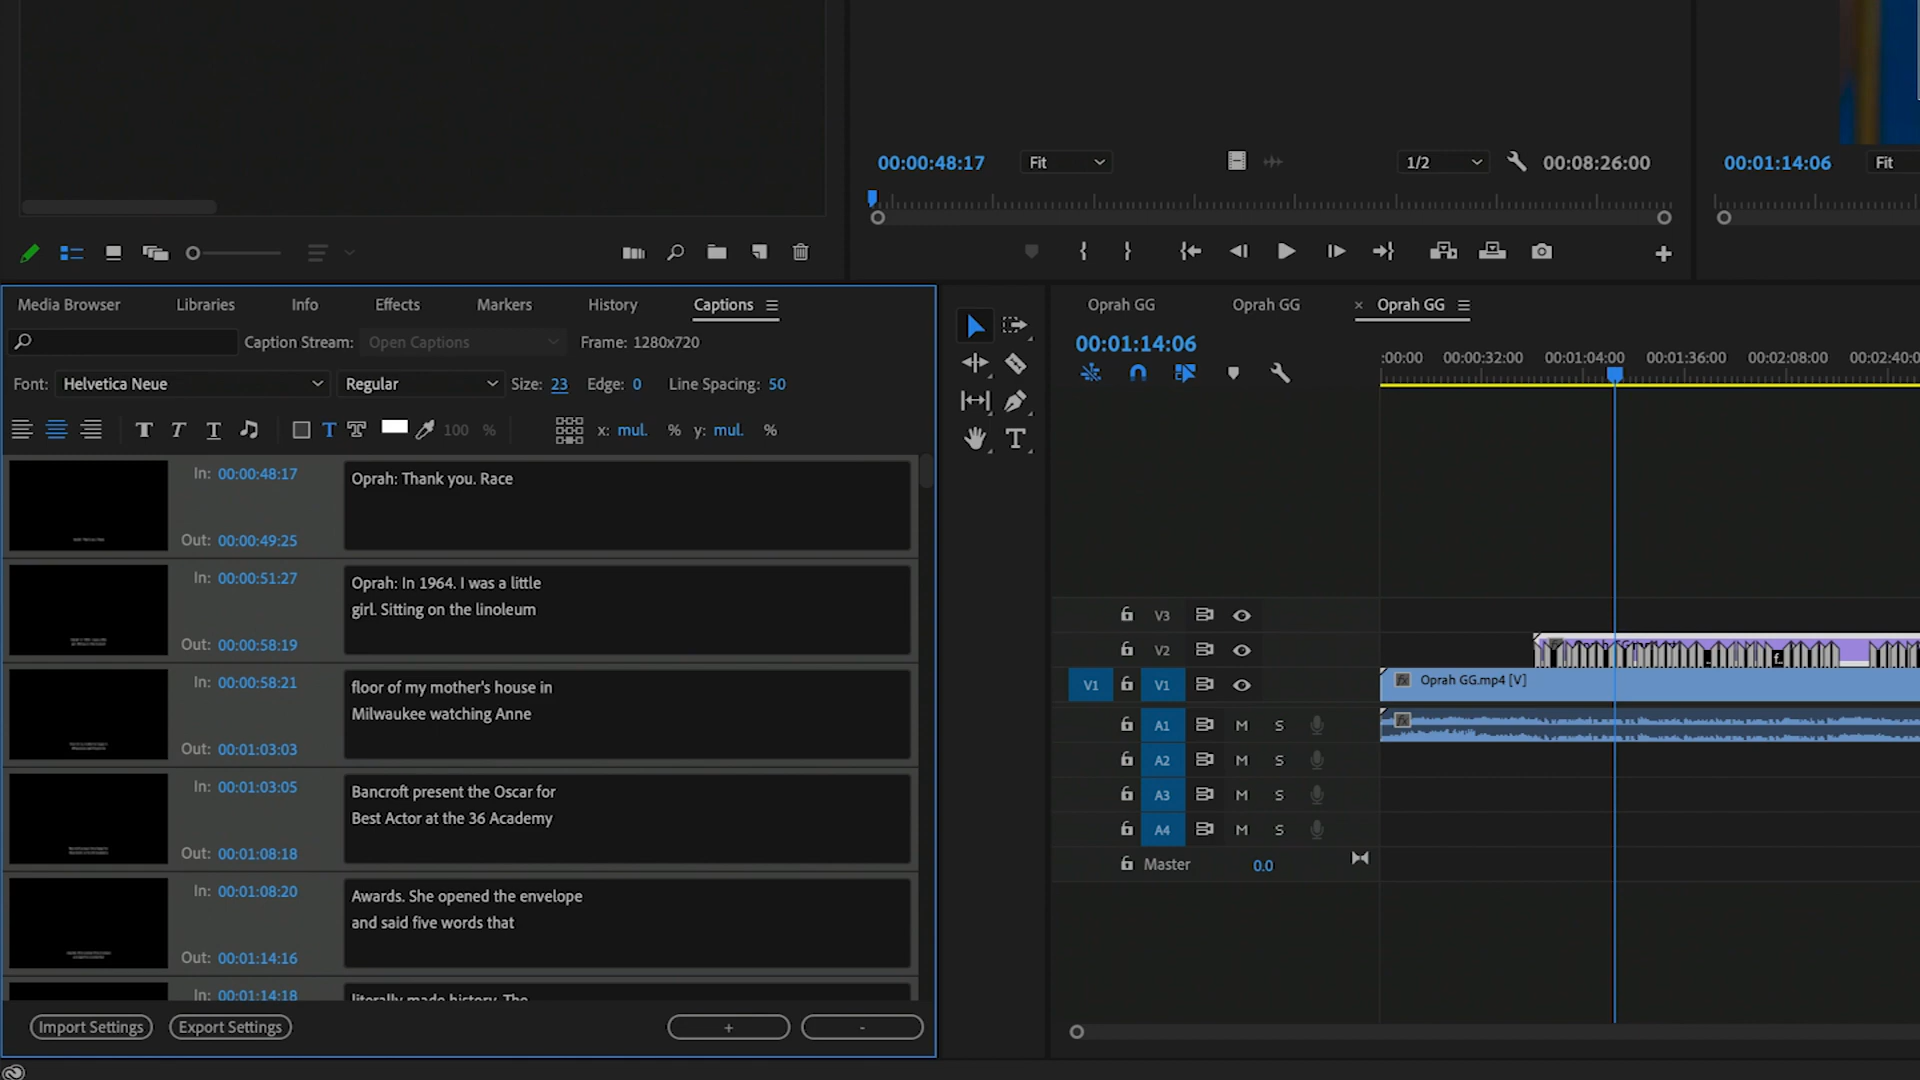 00:00:48:17
Fit
1/2
00:08:26:00
00:01:14:06
Fit
Media Browser
Libraries
Info
Effects
Markers
History
Captions
Caption Stream:
Open Captions
Frame: 1280x720
Font:
Helvetica Neue
Regular
Size: 23
Edge: 0
Line Spacing: 50
T
T
T
T
T
100 %
x: mul. %
y: mul. %
In: 00:00:48:17
Out: 00:00:49:25
Oprah: Thank you. Race
In: 00:00:51:27
Out: 00:00:58:19
Oprah: In 1964. I was a little
girl. Sitting on the linoleum
In: 00:00:58:21
Out: 00:01:03:03
floor of my mother's house in
Milwaukee watching Anne
In: 00:01:03:05
Out: 00:01:08:18
Bancroft present the Oscar for
Best Actor at the 36 Academy
In: 00:01:08:20
Out: 00:01:14:16
Awards. She opened the envelope
and said five words that
In: 00:01:14:18
literally made history. The
Import Settings
Export Settings
+
-
T
Oprah GG
Oprah GG
× Oprah GG
00:01:14:06
:00:00
00:00:32:00
00:01:04:00
00:01:36:00
00:02:08:00
00:02:40:0
V3
V2
V1
V1
fx
Oprah GG.mp4 [V]
A1
M
S
fx
A2
M
S
A3
M
S
A4
M
S
Master
0.0